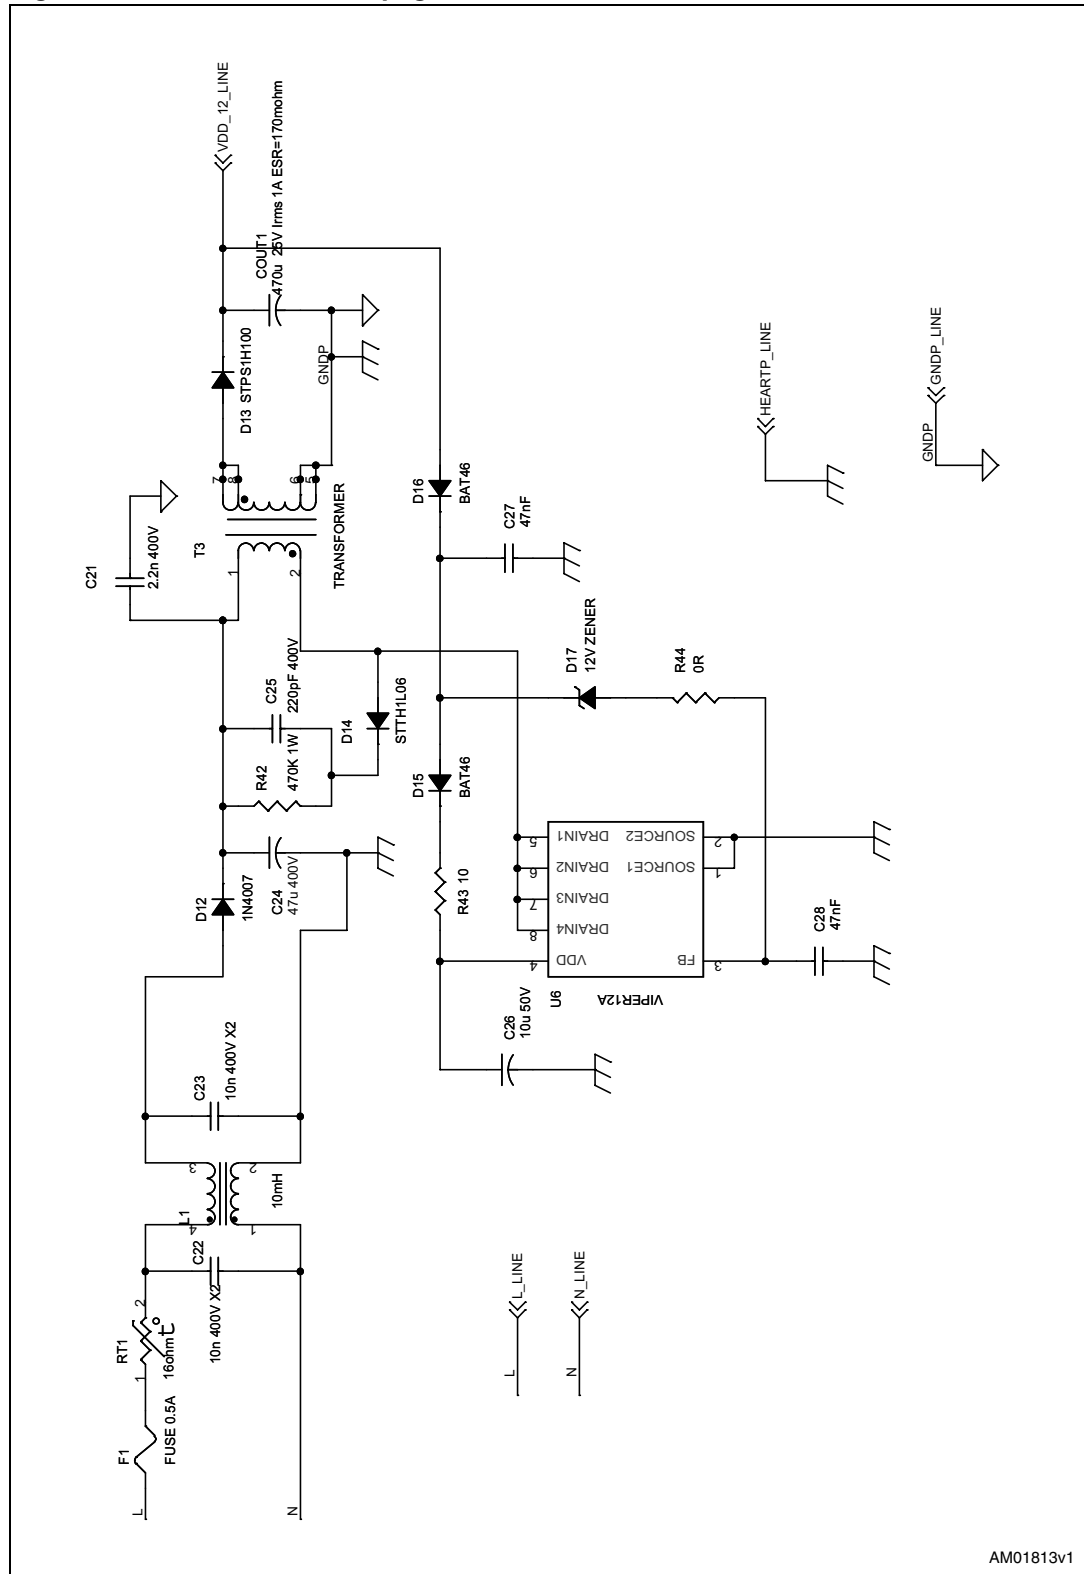 VDD_12_LINE
COUT1
470u 25V Irms 1A ESR=170mohm
GNDP
D13 STPS1H100
7
8
6
5
T3
TRANSFORMER
1
2
C21
2.2n 400V
C25
220pF 400V
R42
470K 1W
D14
STTH1L06
D12
1N4007
C24
47u 400V
C23
10n 400V X2
3
2
L1
10mH
4
1
C22
10n 400V X2
RT1
16ohm
t°
1
2
F1
FUSE 0.5A
L
N
D16
BAT46
C27
47nF
D17
12V ZENER
R44
0R
D15
BAT46
R43 10
C26
10u 50V
U6
VIPER12A
5
DRAIN1
6
DRAIN2
7
DRAIN3
8
DRAIN4
4
VDD
SOURCE2
2
SOURCE1
1
FB
3
C28
47nF
HEARTP_LINE
GNDP_LINE
GNDP
L
L_LINE
N
N_LINE
AM01813v1